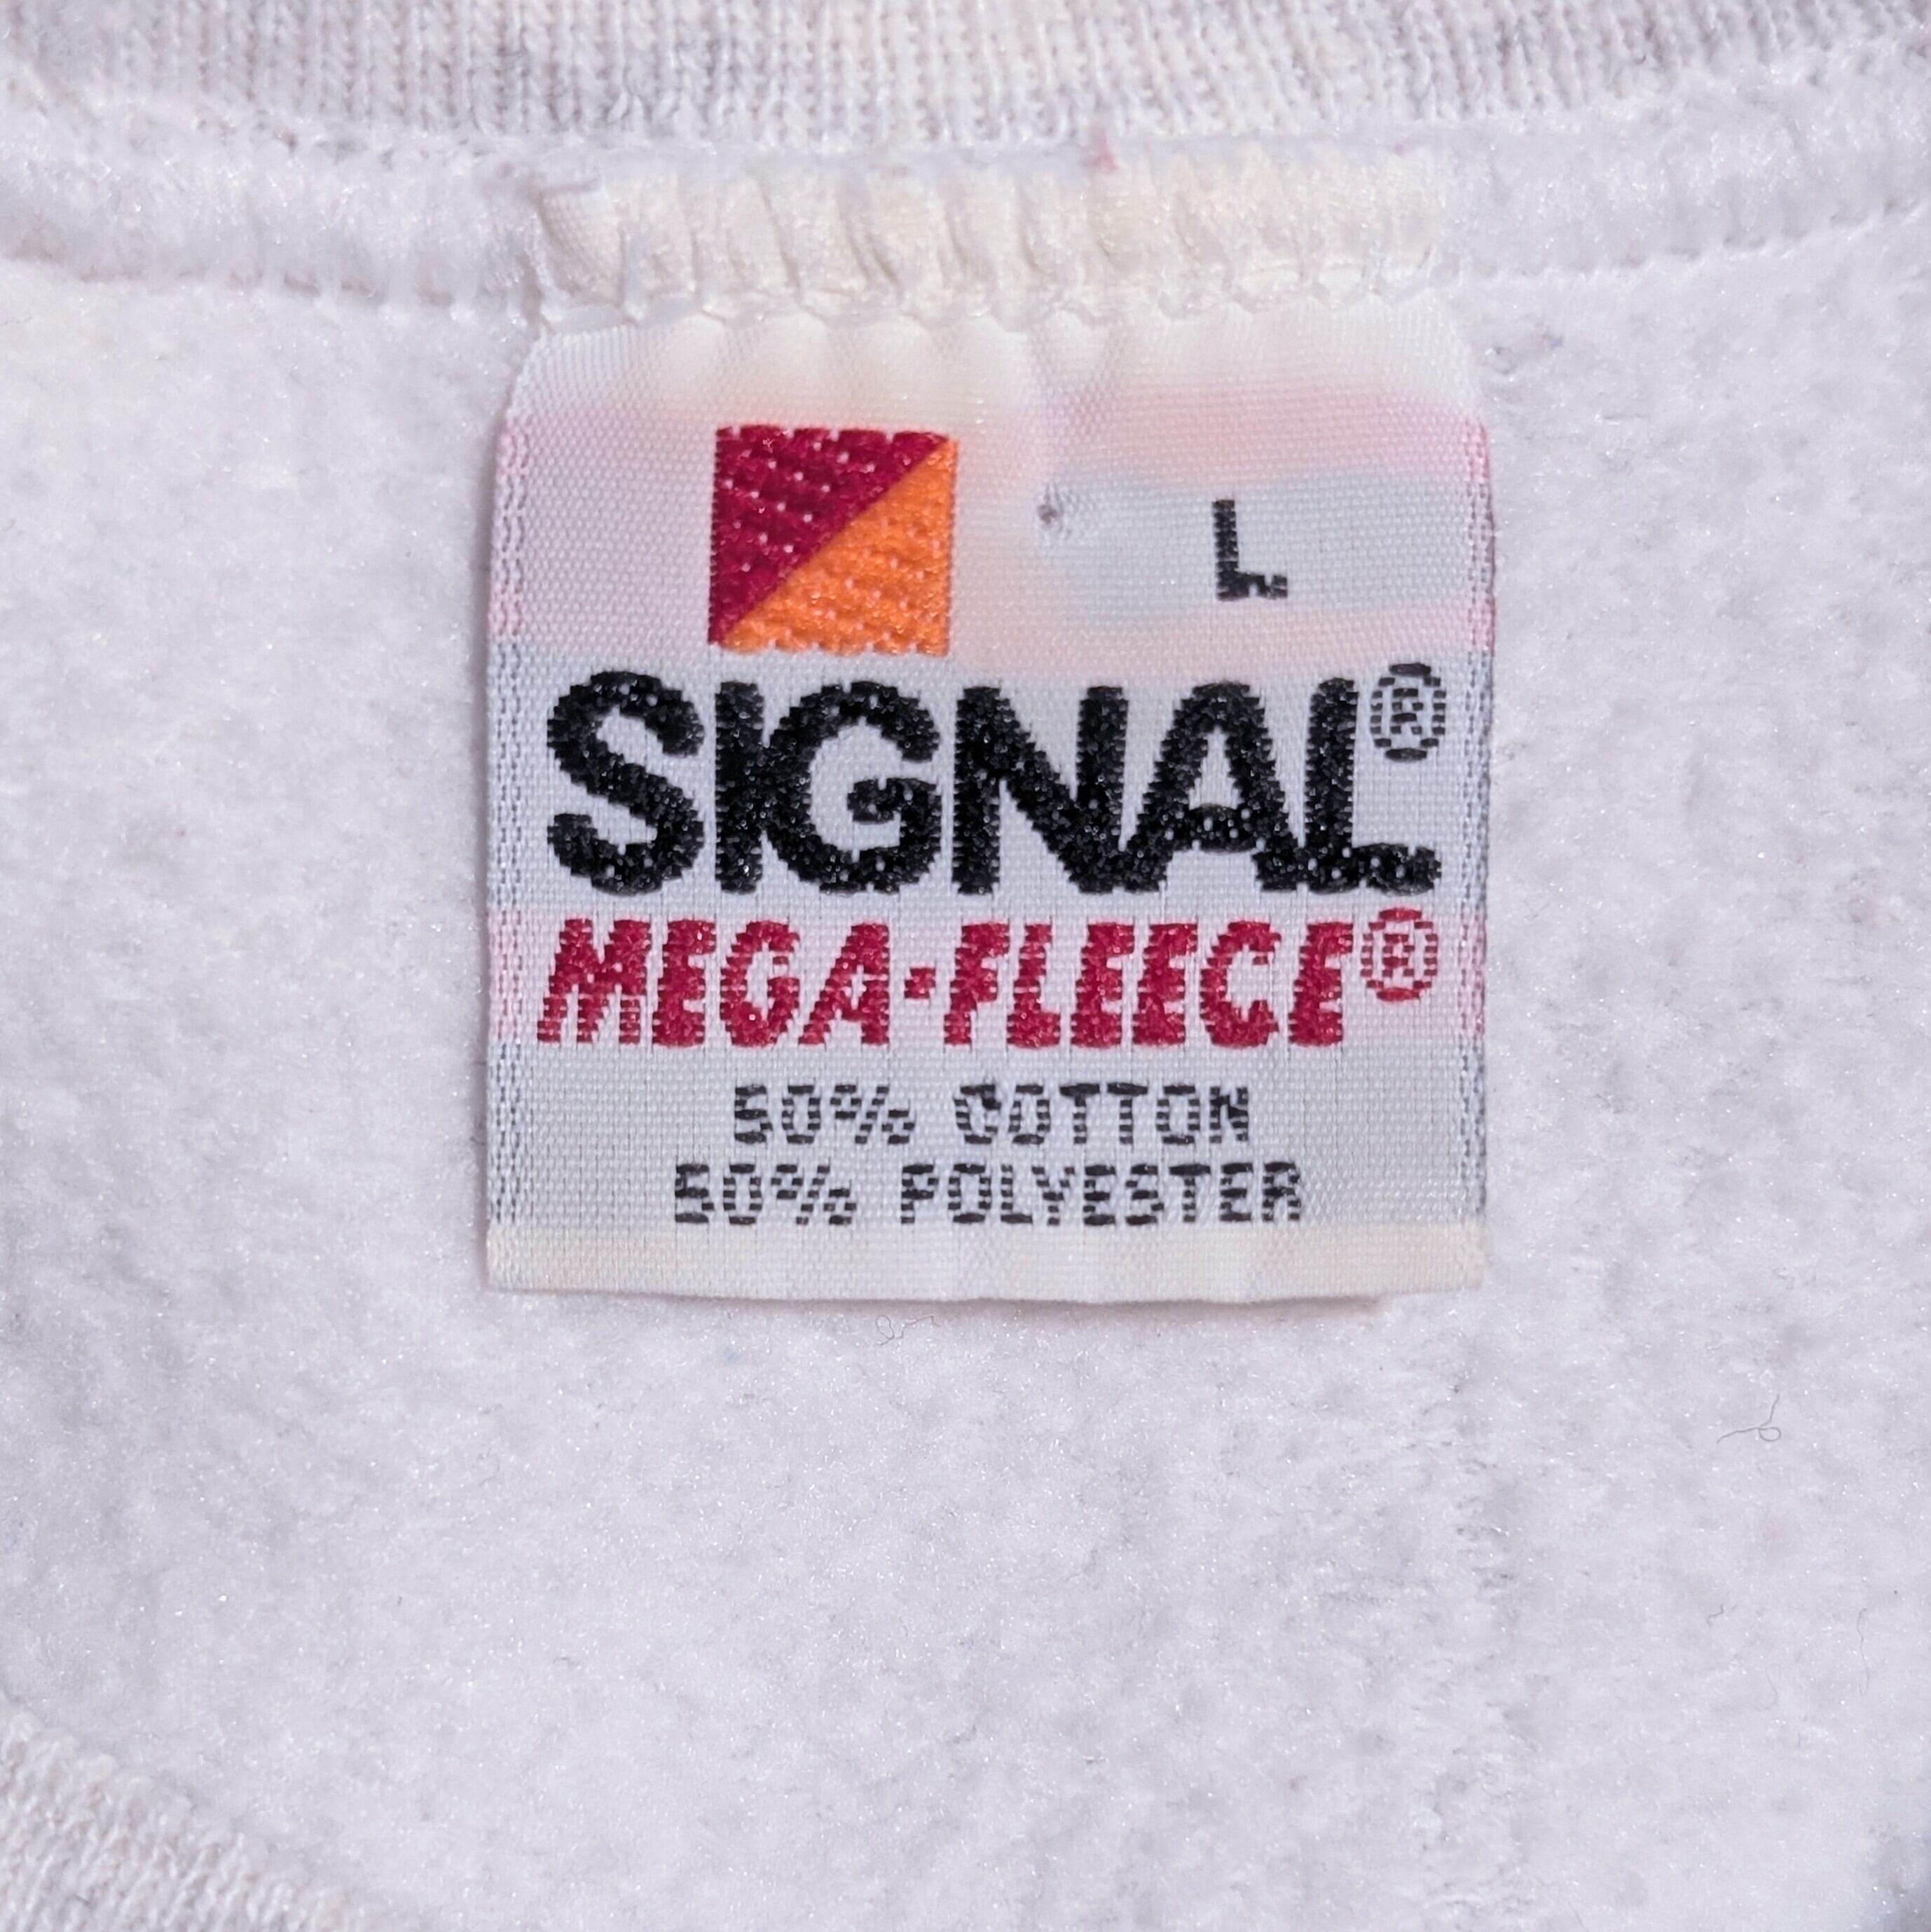 L
SIGNAL®
MEGA-FLEECE®
50% COTTON
50% POLYESTER